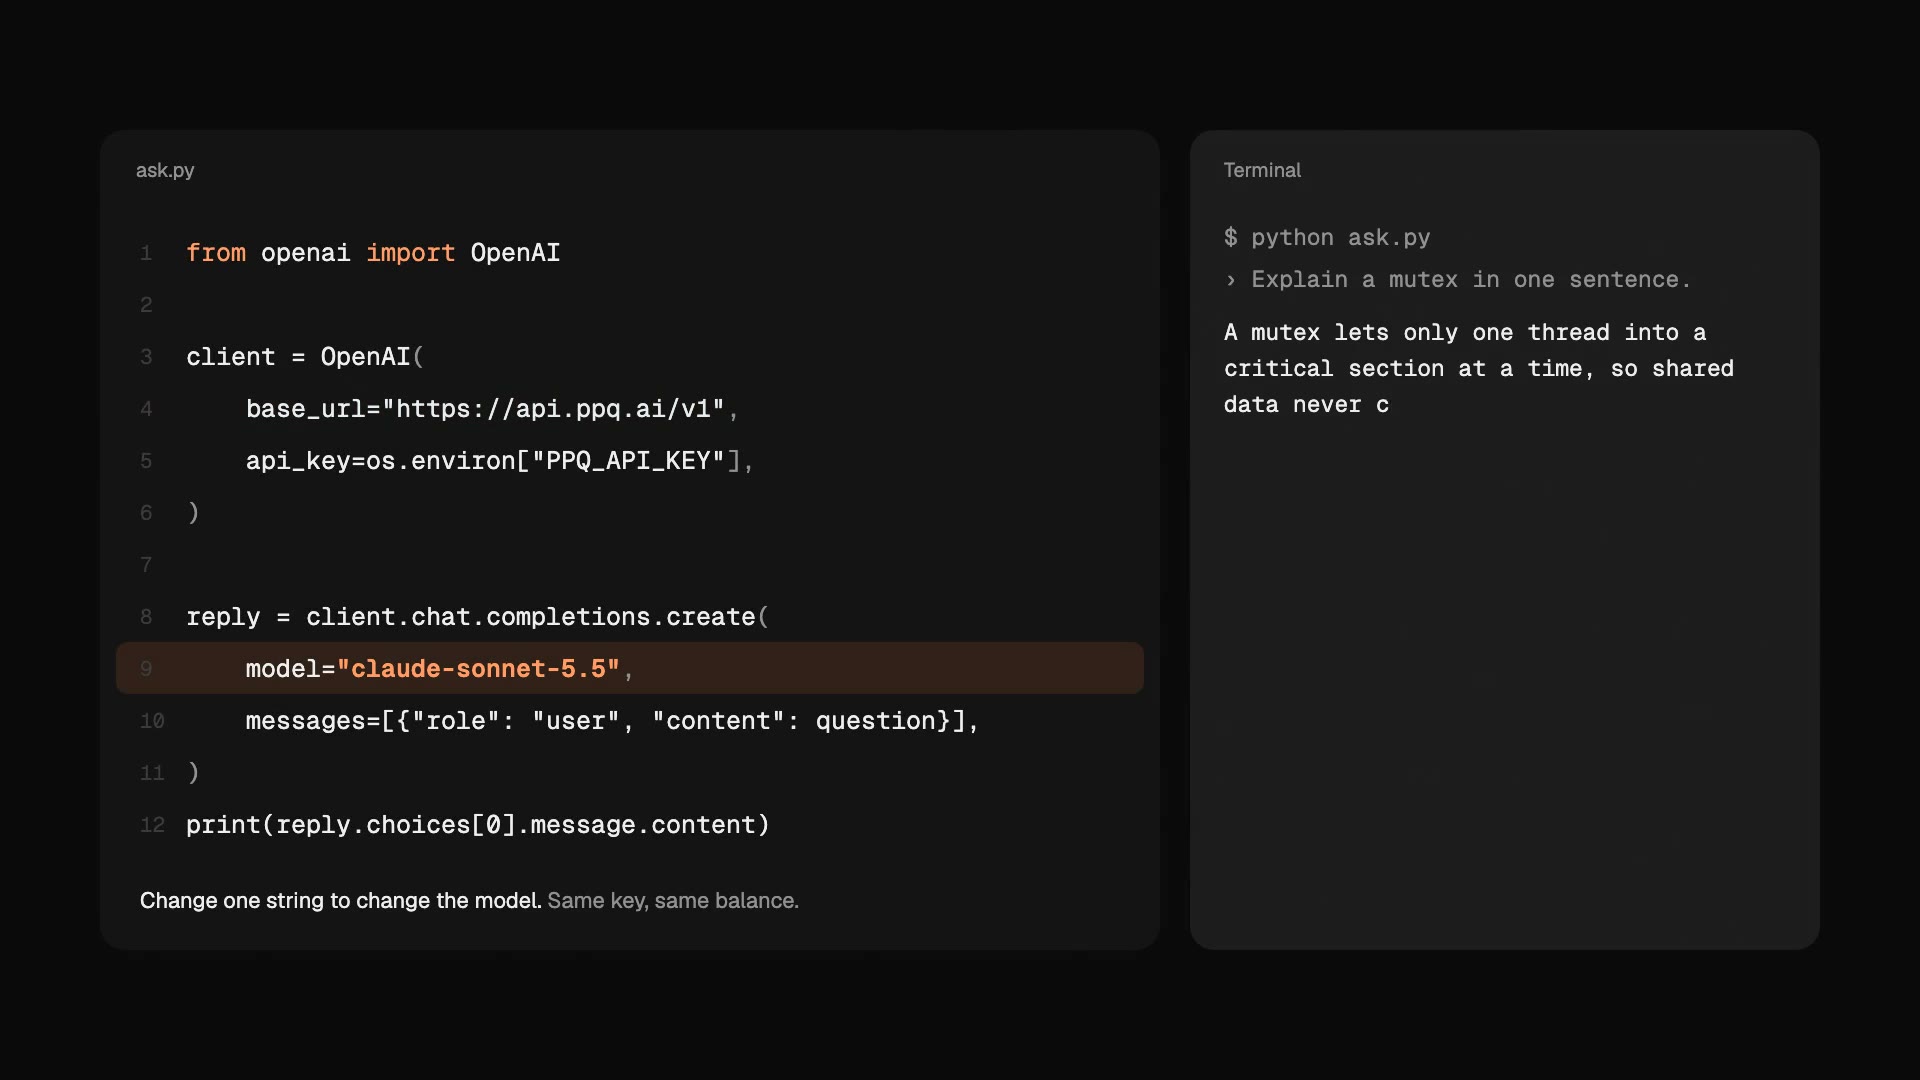 ask.py
1 from openai import OpenAI
2
3 client = OpenAI(
4     base_url="https://api.ppq.ai/v1",
5     api_key=os.environ["PPQ_API_KEY"],
6 )
7
8 reply = client.chat.completions.create(
9     model="claude-sonnet-5.5",
10     messages=[{"role": "user", "content": question}],
11 )
12 print(reply.choices[0].message.content)
Change one string to change the model. Same key, same balance.
Terminal
$ python ask.py
› Explain a mutex in one sentence.
A mutex lets only one thread into a
critical section at a time, so shared
data never c